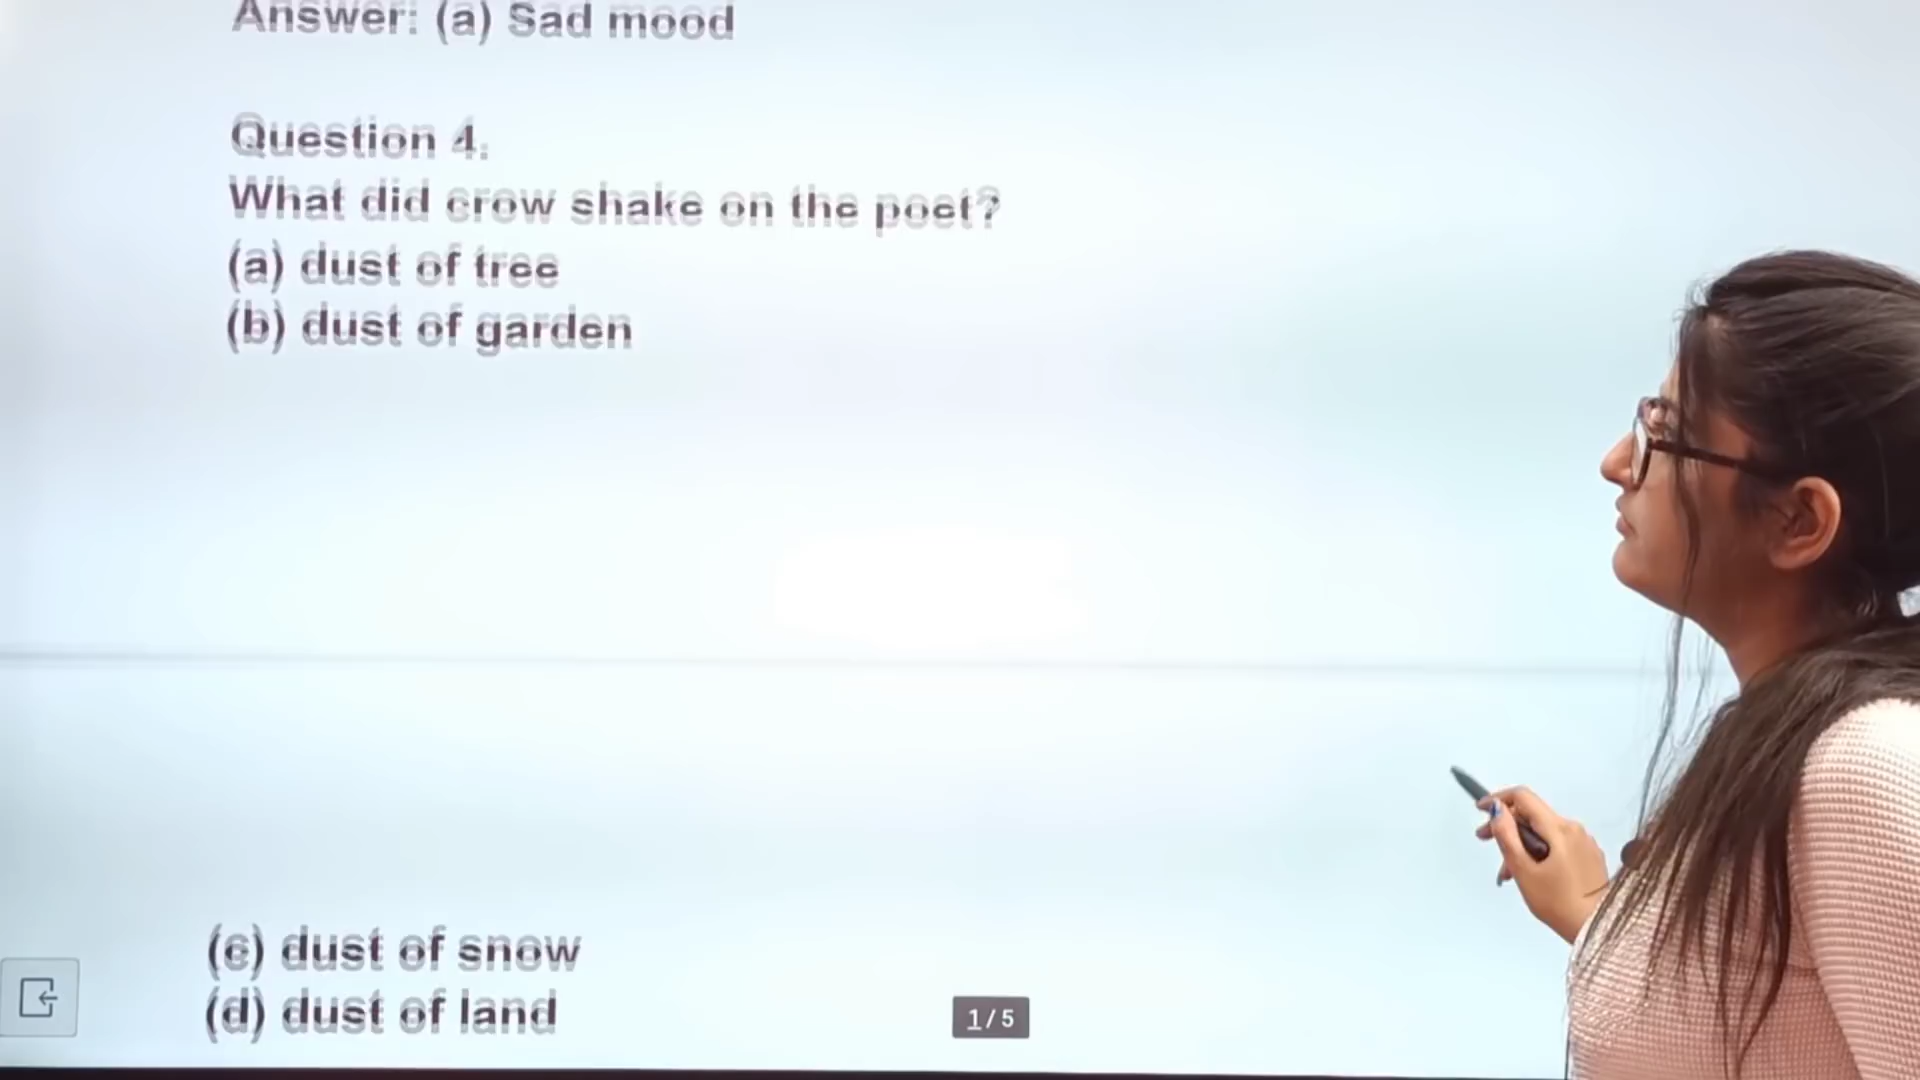 Answer: (a) Sad mood
Question 4.
What did crow shake on the poet?
(a) dust of tree
(b) dust of garden
(c) dust of snow
(d) dust of land
1/5